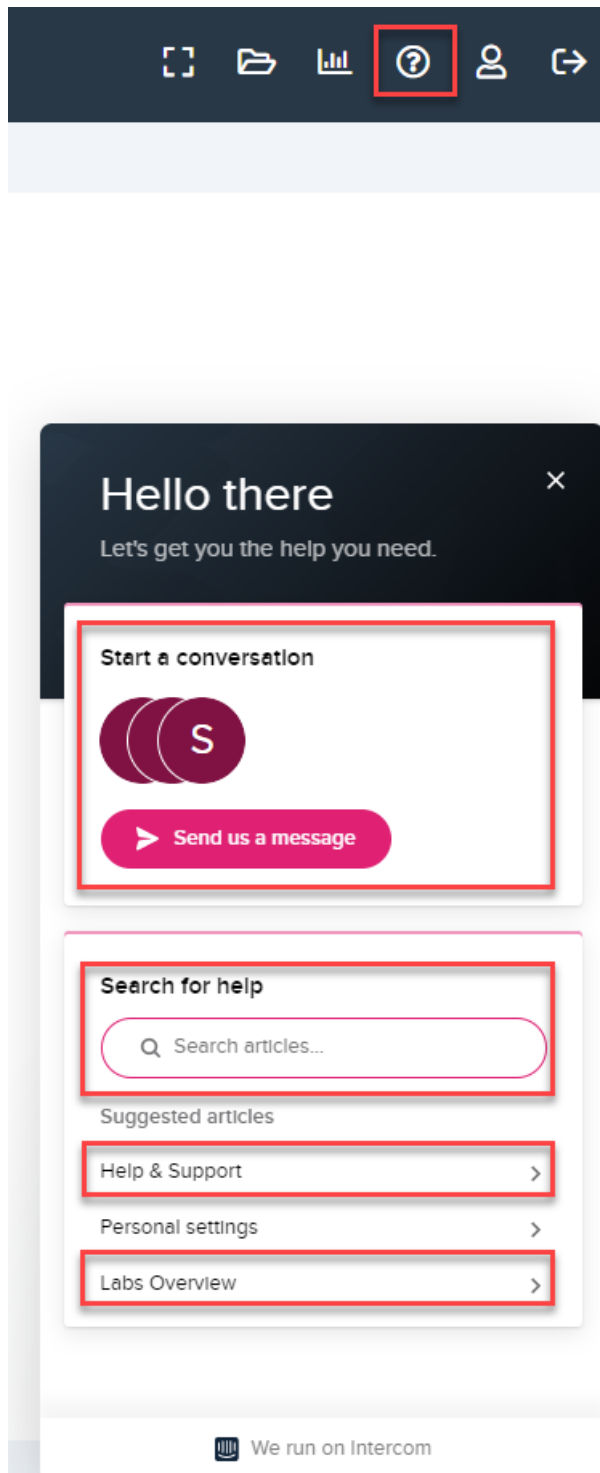 Hello there
Let's get you the help you need.
Start a conversation
S
Send us a message
Search for help
Search articles...
Suggested articles
Help & Support
Personal settings
Labs Overview
We run on Intercom